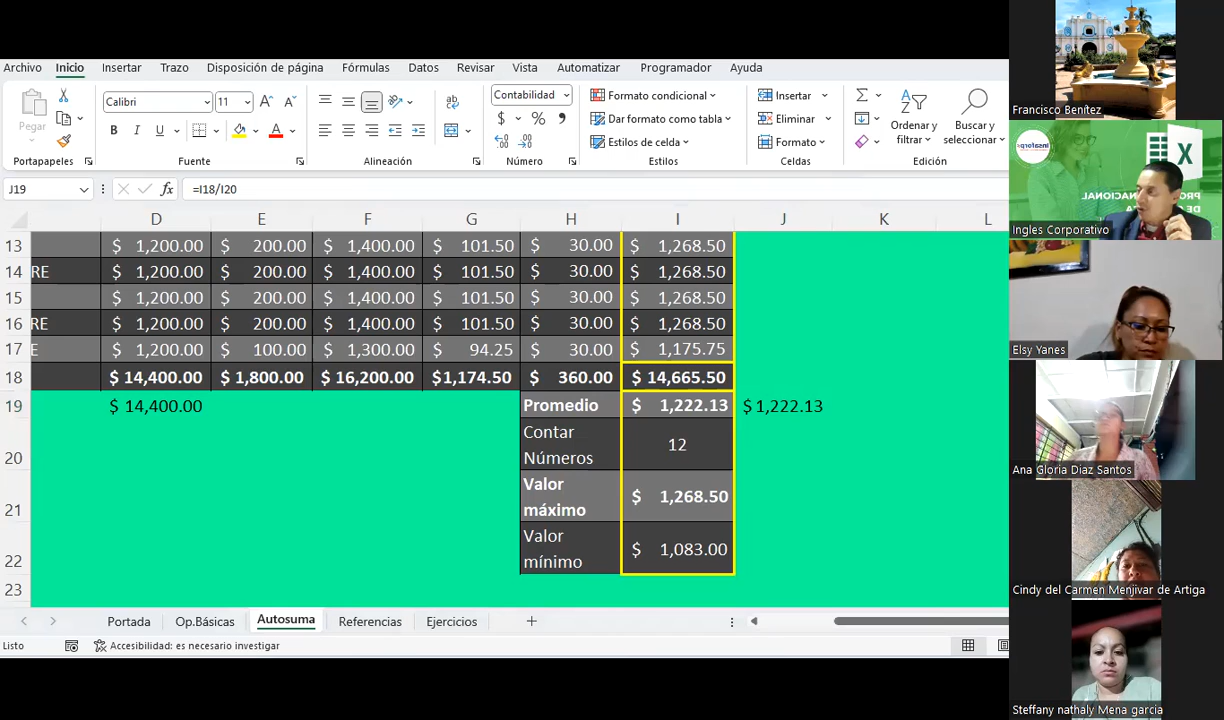 Archivo Inicio Insertar Trazo Disposición de página Fórmulas Datos Revisar Vista Automatizar Programador Ayuda
Pegar
Calibri 11
N K S
Contabilidad
$ % 
Formato condicional
Dar formato como tabla
Estilos de celda
Insertar
Eliminar
Formato
Ordenar y
filtrar
Buscar y
seleccionar
Portapapeles Fuente Alineación Número Estilos Celdas Edición
J19 fx =I18/I20
D E F G H I J K L
13 $ 1,200.00 $ 200.00 $ 1,400.00 $ 101.50 $ 30.00 $ 1,268.50
14 RE $ 1,200.00 $ 200.00 $ 1,400.00 $ 101.50 $ 30.00 $ 1,268.50
15 $ 1,200.00 $ 200.00 $ 1,400.00 $ 101.50 $ 30.00 $ 1,268.50
16 RE $ 1,200.00 $ 200.00 $ 1,400.00 $ 101.50 $ 30.00 $ 1,268.50
17 E $ 1,200.00 $ 100.00 $ 1,300.00 $ 94.25 $ 30.00 $ 1,175.75
18 $ 14,400.00 $ 1,800.00 $ 16,200.00 $1,174.50 $ 360.00 $ 14,665.50
19 $ 14,400.00 Promedio $ 1,222.13 $ 1,222.13
Contar
20 Números 12
Valor
21 máximo $ 1,268.50
Valor
22 mínimo $ 1,083.00
23
Portada Op.Básicas Autosuma Referencias Ejercicios
Listo Accesibilidad: es necesario investigar
Francisco Benítez
Ingles Corporativo
Elsy Yanes
Ana Gloria Diaz Santos
Cindy del Carmen Menjivar de Artiga
Steffany nathaly Mena garcia